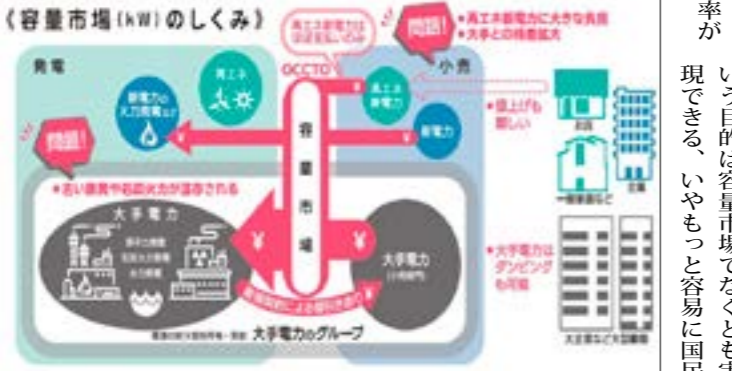 《容量市場(kW)のしくみ》
再エネ新電力は
ほぼ支払いのみ
問題!
・再エネ新電力に大きな負担
・大手との格差拡大
発電
小売
OCCTO
再エネ
新電力の
火力発電など
再エネ
新電力
新電力
・値上げも
厳しい
商店
一般家庭など
企業
問題!
・古い原発や石炭火力が温存される
容量市場
大手電力
原子力発電
石炭火力発電
水力発電
大手電力
(小売部門)
・大手電力は
ダンピング
も可能
大手電力のグループ
率が
いう目的は容量市場でなくとも実
現できる、いやもっと容易に国民